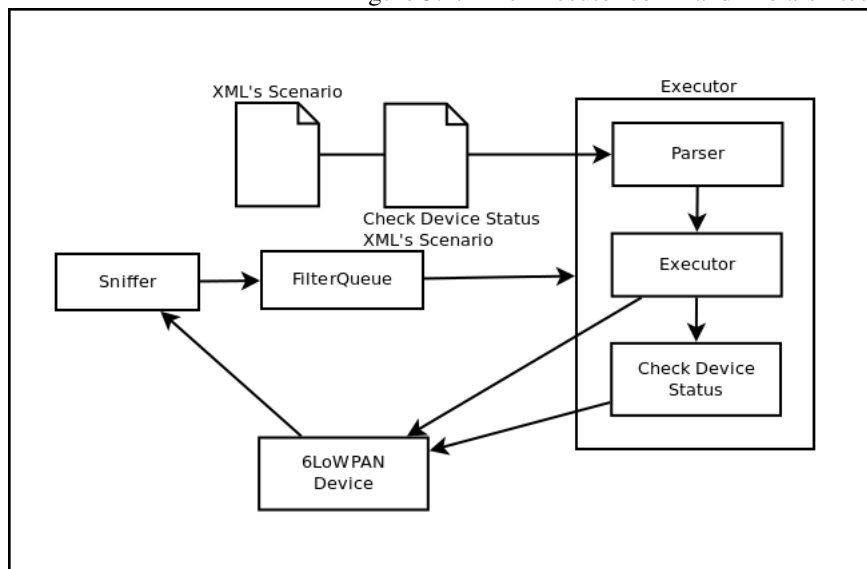 XML's Scenario
Executor
Parser
Check Device Status
XML's Scenario
Executor
Sniffer
FilterQueue
Check Device
Status
6LoWPAN
Device